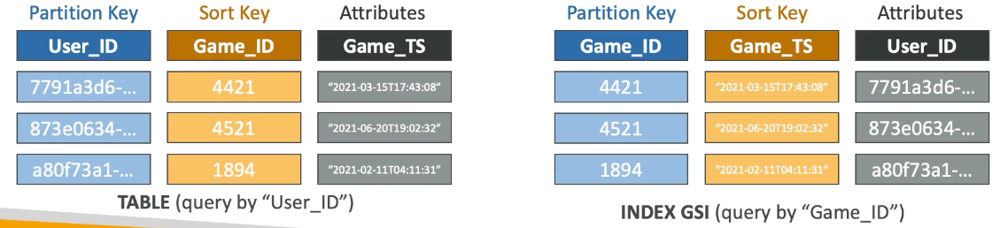 Partition Key Sort Key Attributes
User_ID Game_ID Game_TS
7791a3d6-... 4421 "2021-03-15T17:43:08"
873e0634-... 4521 "2021-06-20T19:02:32"
a80f73a1-... 1894 "2021-02-11T04:11:31"
TABLE (query by "User_ID")
Partition Key Sort Key Attributes
Game_ID Game_TS User_ID
4421 "2021-03-15T17:43:08" 7791a3d6-...
4521 "2021-06-20T19:02:32" 873e0634-...
1894 "2021-02-11T04:11:31" a80f73a1-...
INDEX GSI (query by "Game_ID")